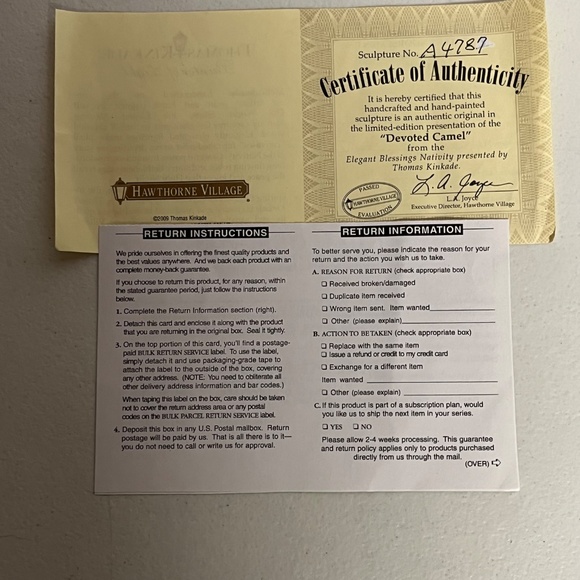 Sculpture No. A4787
Certificate of Authenticity
It is hereby certified that this
handcrafted and hand-painted
sculpture is an authentic original in
the limited-edition presentation of the
"Devoted Camel"
from the
Elegant Blessings Nativity presented by
Thomas Kinkade.
PASSED
HAWTHORNE VILLAGE
EVALUATION
L. A. Joyce
L.A. Joyce
Executive Director, Hawthorne Village
HAWTHORNE VILLAGE
©2009 Thomas Kinkade
RETURN INSTRUCTIONS
We pride ourselves in offering the finest quality products and
the best values anywhere. And we back each product with an
complete money-back guarantee.
If you choose to return this product, for any reason, within
the stated guarantee period, just follow the instructions
below.
1. Complete the Return Information section (right).
2. Detach this card and enclose it along with the product
that you are returning in the original box. Seal it tightly.
3. On the top portion of this card, you'll find a postage-
paid BULK RETURN SERVICE label. To use the label,
simply detach it and use packaging-grade tape to
attach the label to the outside of the box, covering
any other address. (NOTE: You need to obliterate all
other delivery address information and bar codes.)
When taping this label on the box, care should be taken
not to cover the return address area or any postal
codes on the BULK PARCEL RETURN SERVICE label.
4. Deposit this box in any U.S. Postal mailbox. Return
postage will be paid by us. That is all there is to it—
you do not need to call or write us for approval.
RETURN INFORMATION
To better serve you, please indicate the reason for your
return and the action you wish us to take.
A. REASON FOR RETURN (check appropriate box)
❑ Received broken/damaged
❑ Duplicate item received
❑ Wrong item sent. Item wanted
❑ Other (please explain)
B. ACTION TO BE TAKEN (check appropriate box)
❑ Replace with the same item
❑ Issue a refund or credit to my credit card
❑ Exchange for a different item
Item wanted
❑ Other (please explain)
C. If this product is part of a subscription plan, would
you like us to ship the next item in your series.
❑ YES ❑ NO
Please allow 2-4 weeks processing. This guarantee
and return policy applies only to products purchased
directly from us through the mail.
(OVER) ⇨